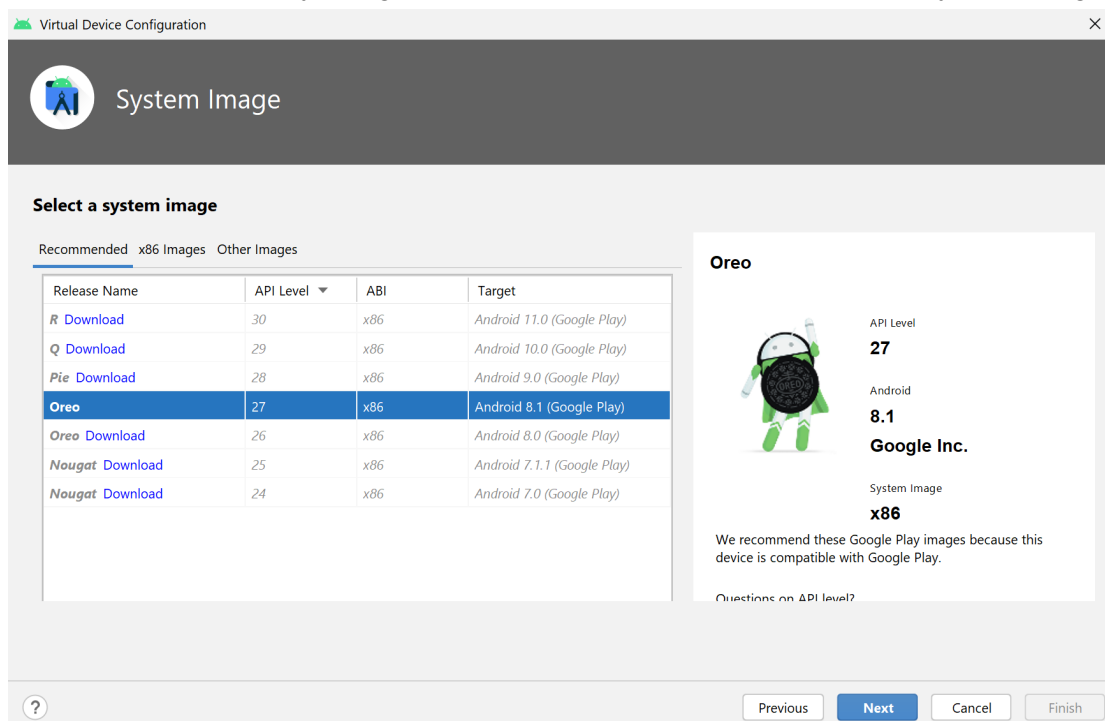 Virtual Device Configuration
System Image
Select a system image
Recommended x86 Images Other Images
Release Name API Level ABI Target
R Download 30 x86 Android 11.0 (Google Play)
Q Download 29 x86 Android 10.0 (Google Play)
Pie Download 28 x86 Android 9.0 (Google Play)
Oreo 27 x86 Android 8.1 (Google Play)
Oreo Download 26 x86 Android 8.0 (Google Play)
Nougat Download 25 x86 Android 7.1.1 (Google Play)
Nougat Download 24 x86 Android 7.0 (Google Play)
Oreo
OREO
API Level
27
Android
8.1
Google Inc.
System Image
x86
We recommend these Google Play images because this
device is compatible with Google Play.
Questions on API level?
? Previous Next Cancel Finish